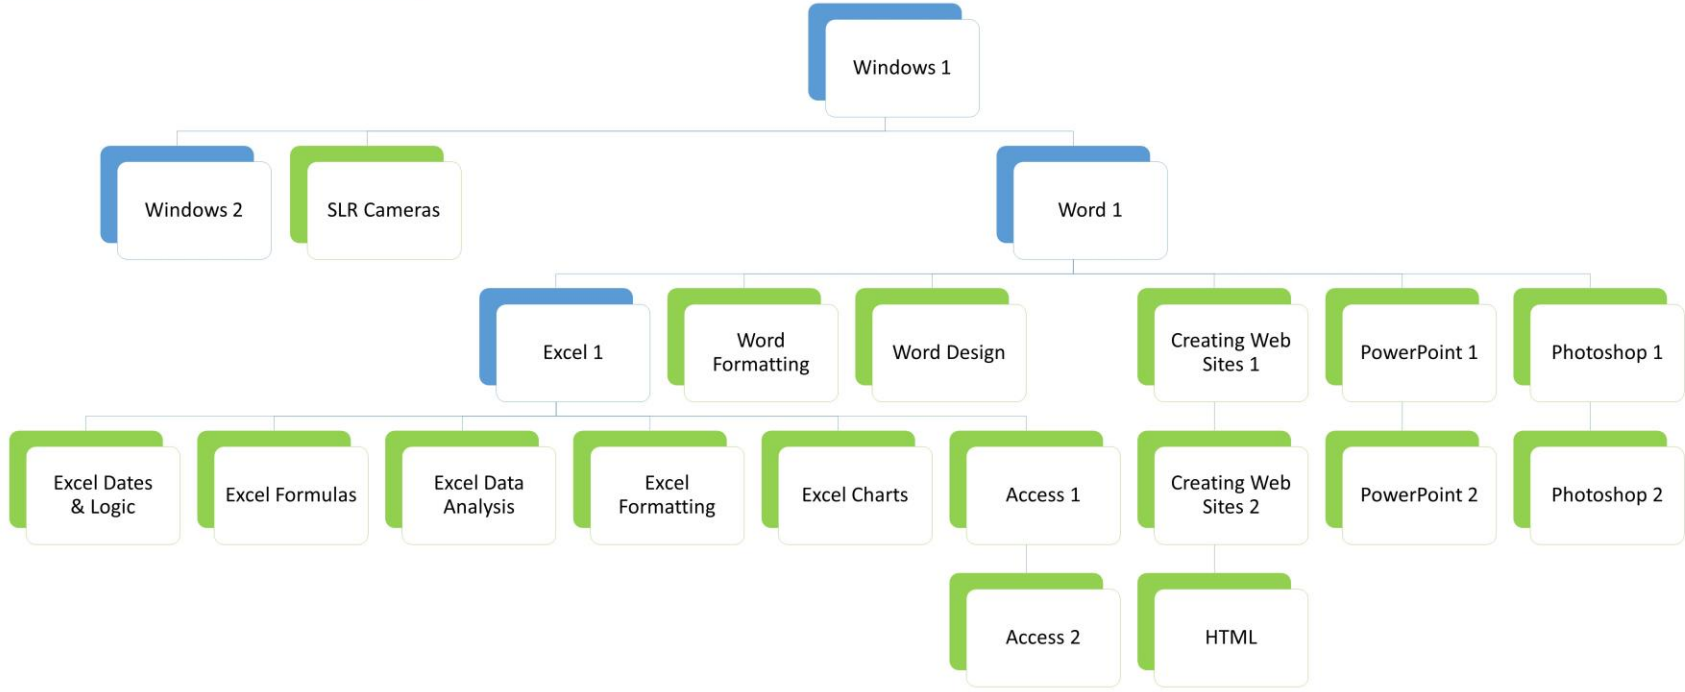 Windows 1
Windows 2
SLR Cameras
Word 1
Excel 1
Word
Formatting
Word Design
Creating Web
Sites 1
PowerPoint 1
Photoshop 1
Excel Dates
& Logic
Excel Formulas
Excel Data
Analysis
Excel
Formatting
Excel Charts
Access 1
Creating Web
Sites 2
PowerPoint 2
Photoshop 2
Access 2
HTML